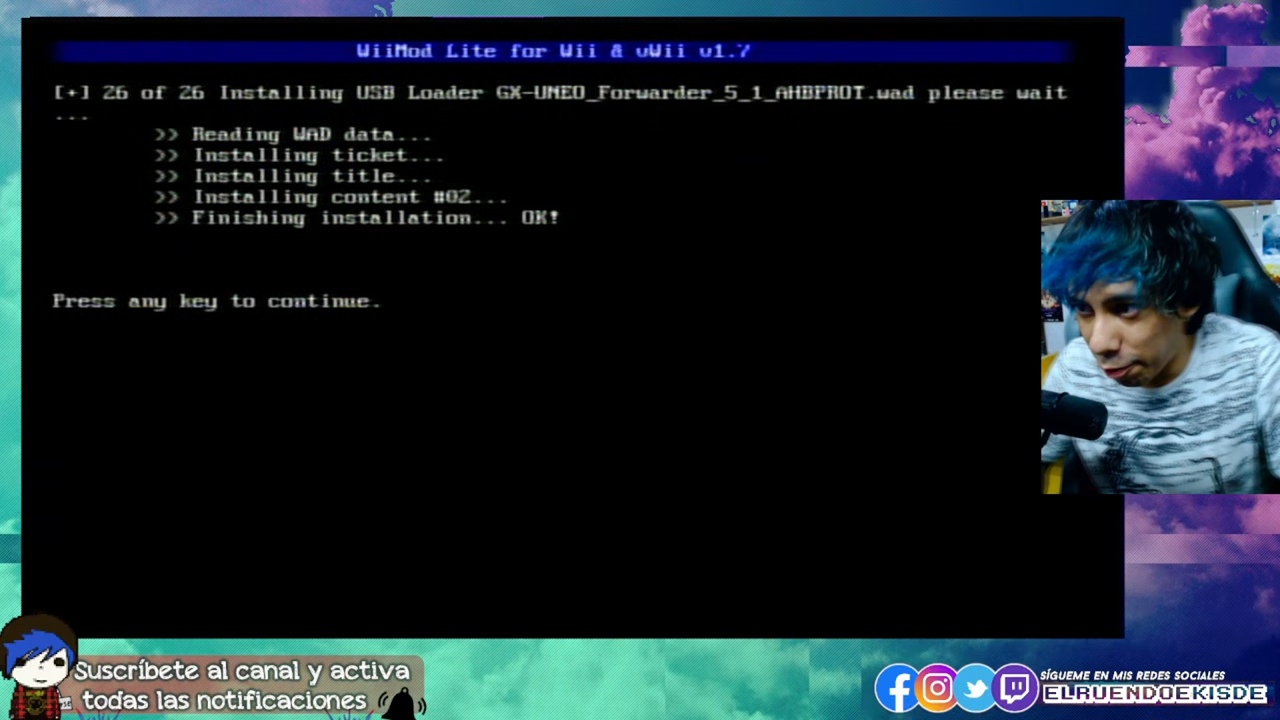 WiiMod Lite for Wii & vWii v1.7
[+] 26 of 26 Installing USB Loader GX-UNEO_Forwarder_5_1_AHBPROT.wad please wait
...
>> Reading WAD data...
>> Installing ticket...
>> Installing title...
>> Installing content #02...
>> Finishing installation... OK!
Press any key to continue.
Suscríbete al canal y activa
todas las notificaciones
SÍGUEME EN MIS REDES SOCIALES
ELRUENDOEKISDE